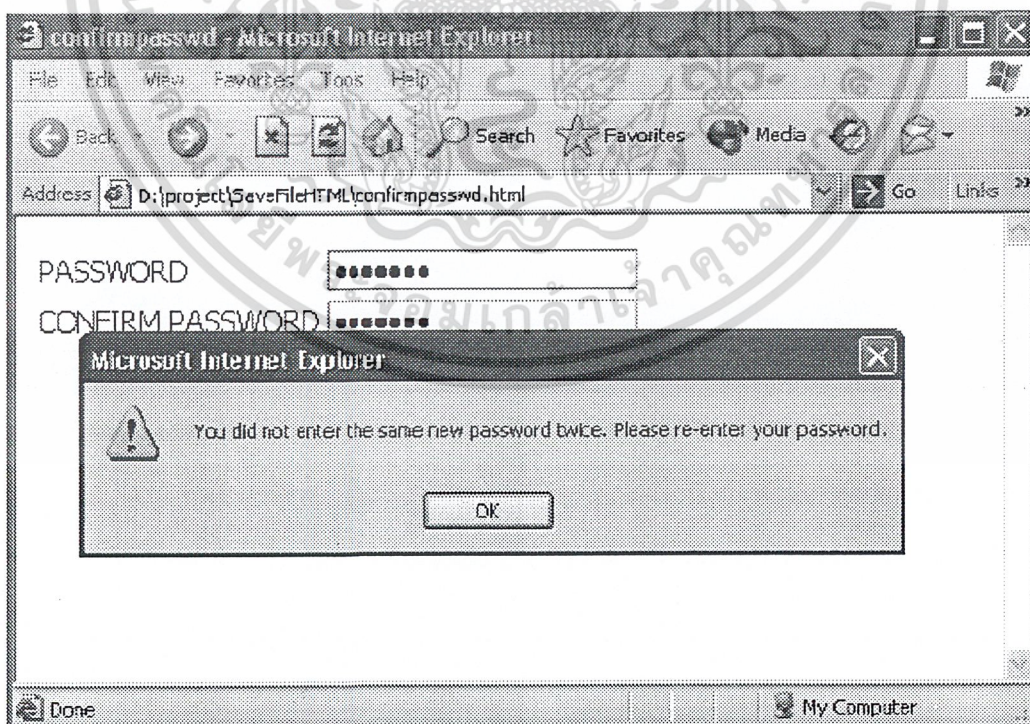 confirmpasswd - Microsoft Internet Explorer
File Edit View Favorites Tools Help
Back Search Favorites Media
Address D:\project\SaveFileHTML\confirmpasswd.html Go Links
PASSWORD
CONFIRM PASSWORD
Microsoft Internet Explorer
You did not enter the same new password twice. Please re-enter your password.
OK
Done My Computer